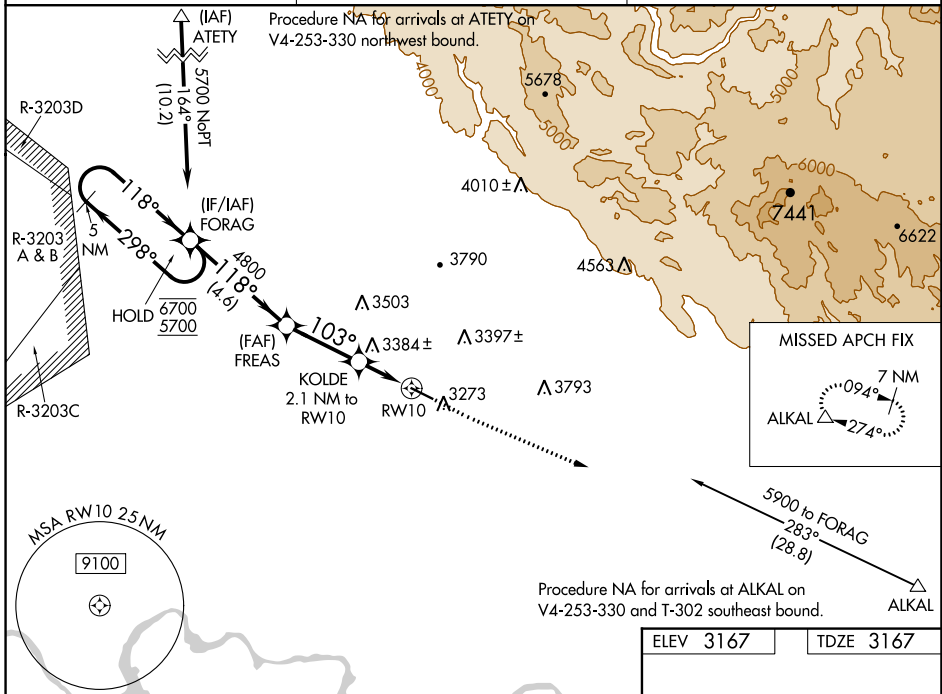 (IAF)
ATETY
Procedure NA for arrivals at ATETY on
V4-253-330 northwest bound.
5700 NoPT
164°
(10.2)
R-3203D
R-3203
A & B
R-3203C
118°
298°
5
NM
(IF/IAF)
FORAG
HOLD
6700
5700
4800
118°
(4.6)
(FAF)
FREAS
103°
KOLDE
2.1 NM to
RW10
RW10
3503
3384±
3397±
3273
3793
3790
4010±
4563
4000
5678
5000
5000
6000
7441
6622
MISSED APCH FIX
7 NM
094°
ALKAL
274°
5900 to FORAG
283°
(28.8)
ALKAL
Procedure NA for arrivals at ALKAL on
V4-253-330 and T-302 southeast bound.
MSA RW10 25 NM
9100
ELEV 3167
TDZE 3167